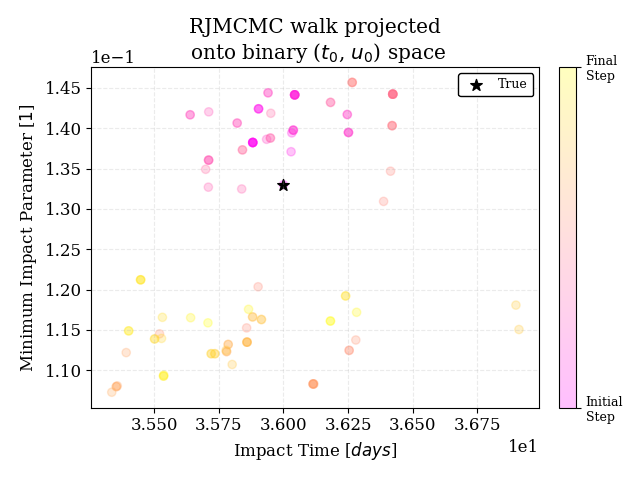 RJMCMC walk projected
onto binary (t₀, u₀) space
1e−1
Minimum Impact Parameter [1]
1.45
1.40
1.35
1.30
1.25
1.20
1.15
1.10
True
3.550
3.575
3.600
3.625
3.650
3.675
1e1
Impact Time [days]
Final
Step
Initial
Step